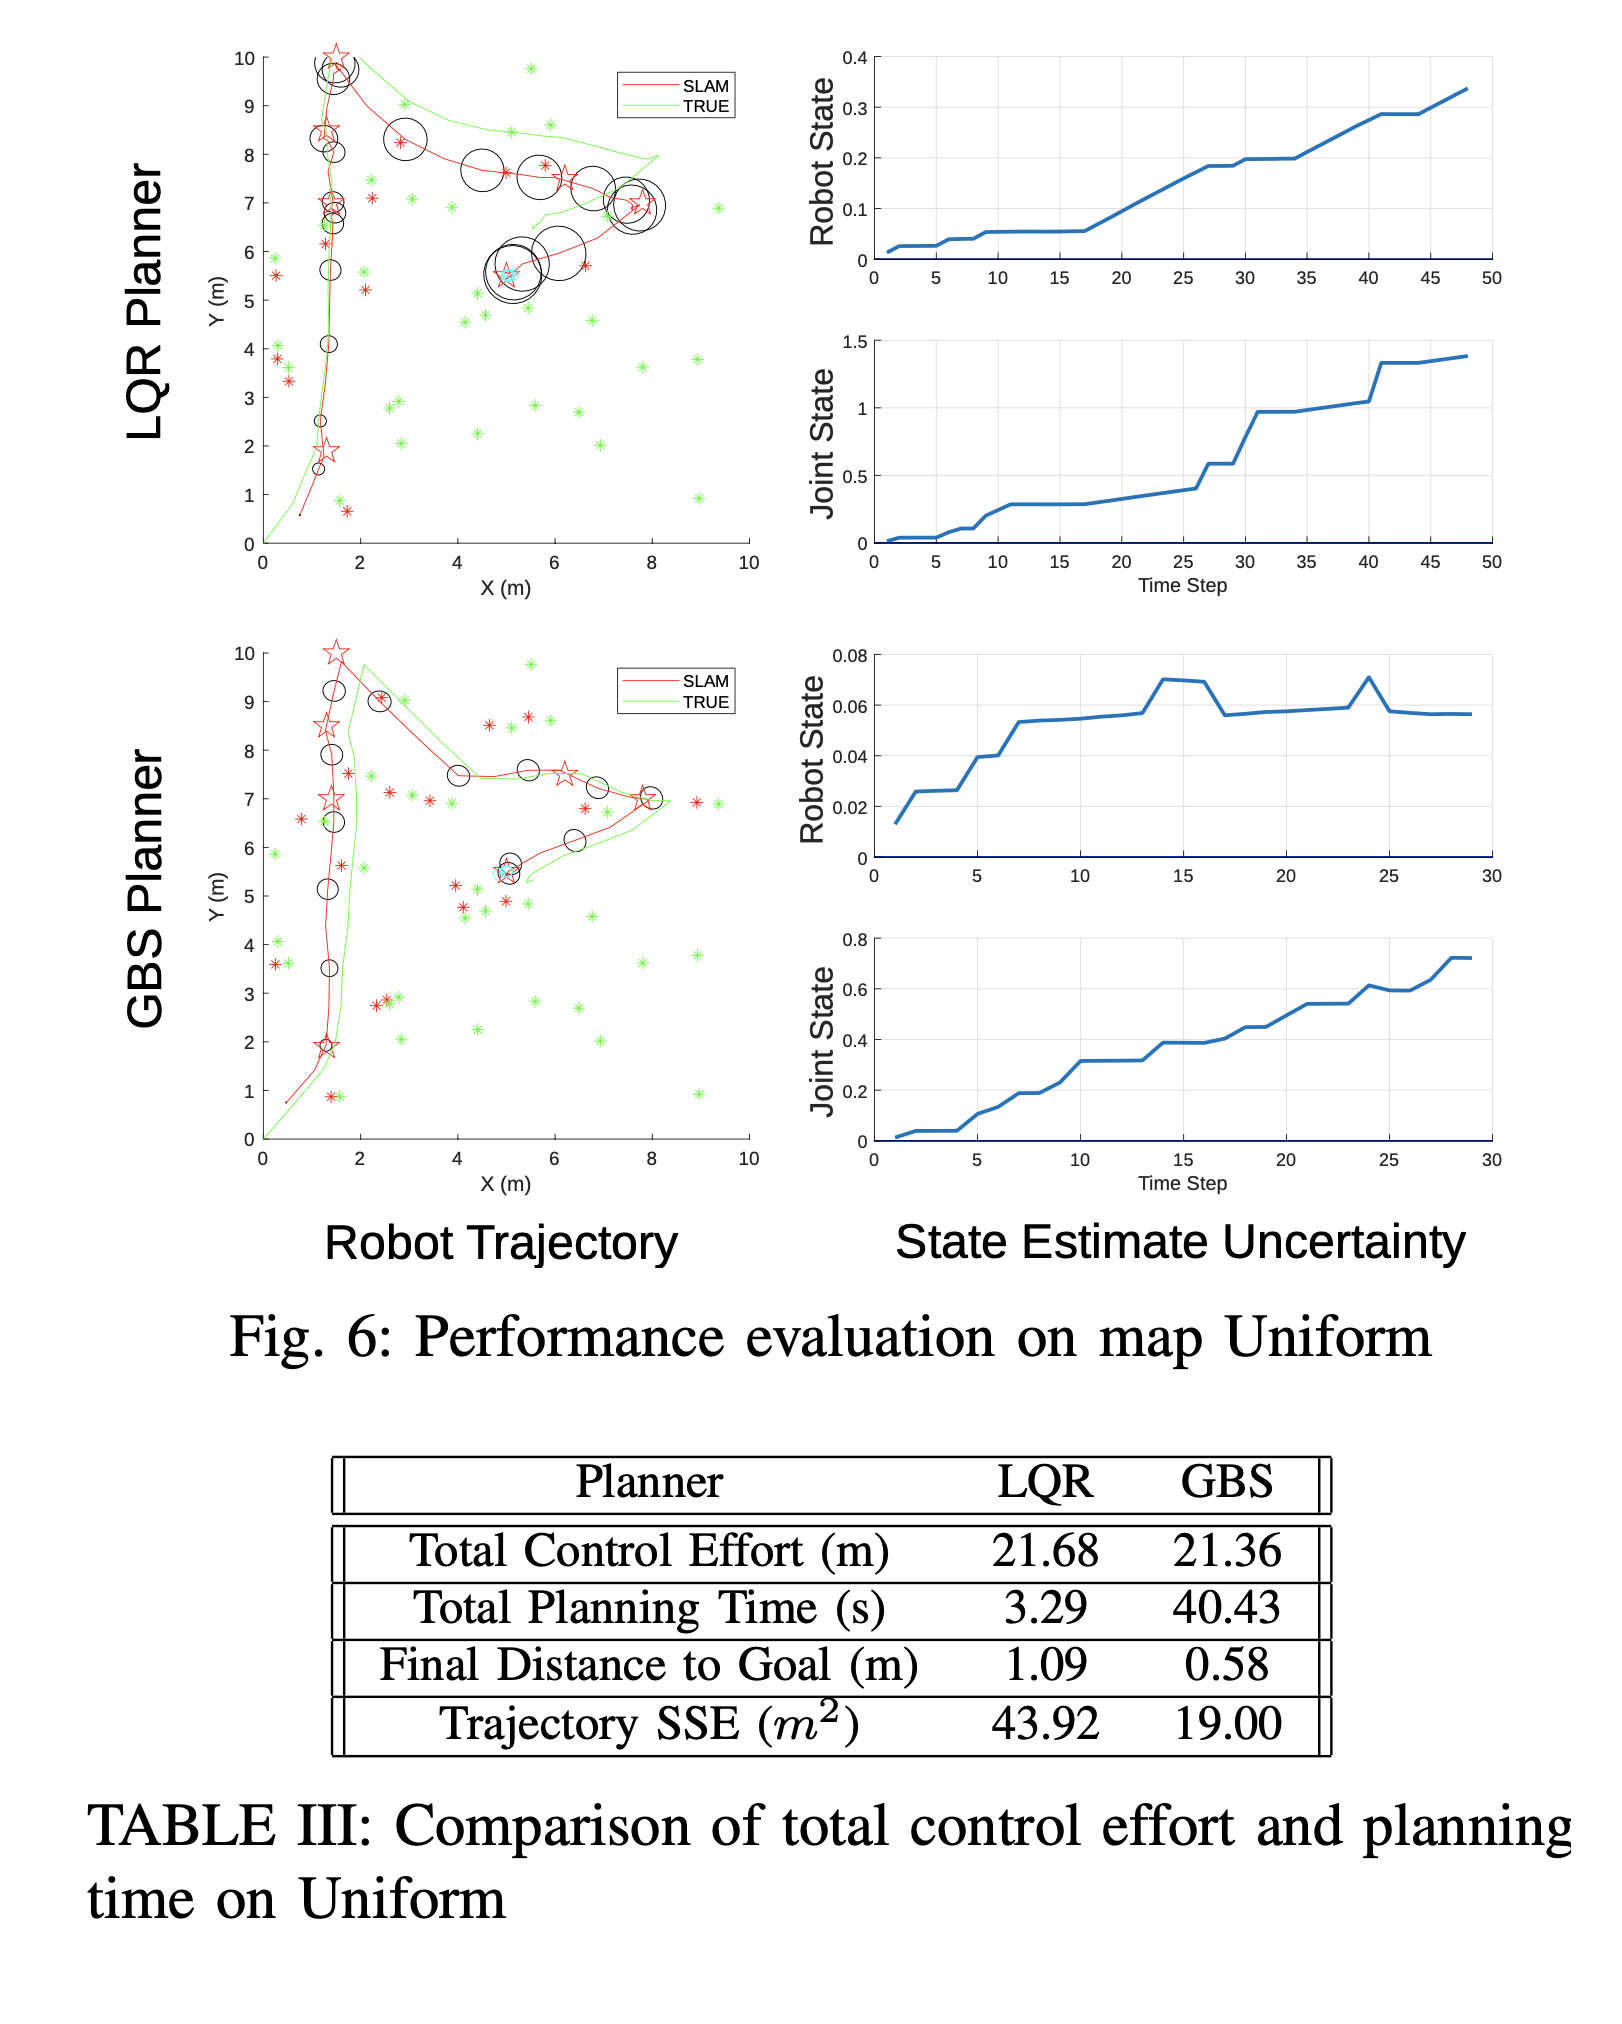 LQR Planner
10
9
8
7
6
5
4
3
2
1
0
Y (m)
0 2 4 6 8 10
X (m)
SLAM
TRUE
Robot State
0.4
0.3
0.2
0.1
0
0 5 10 15 20 25 30 35 40 45 50
Joint State
1.5
1
0.5
0
0 5 10 15 20 25 30 35 40 45 50
Time Step
GBS Planner
10
9
8
7
6
5
4
3
2
1
0
Y (m)
0 2 4 6 8 10
X (m)
SLAM
TRUE
Robot State
0.08
0.06
0.04
0.02
0
0 5 10 15 20 25 30
Joint State
0.8
0.6
0.4
0.2
0
0 5 10 15 20 25 30
Time Step
Robot Trajectory
State Estimate Uncertainty
Fig. 6: Performance evaluation on map Uniform
Planner LQR GBS
Total Control Effort (m) 21.68 21.36
Total Planning Time (s) 3.29 40.43
Final Distance to Goal (m) 1.09 0.58
Trajectory SSE (m²) 43.92 19.00
TABLE III: Comparison of total control effort and planning
time on Uniform